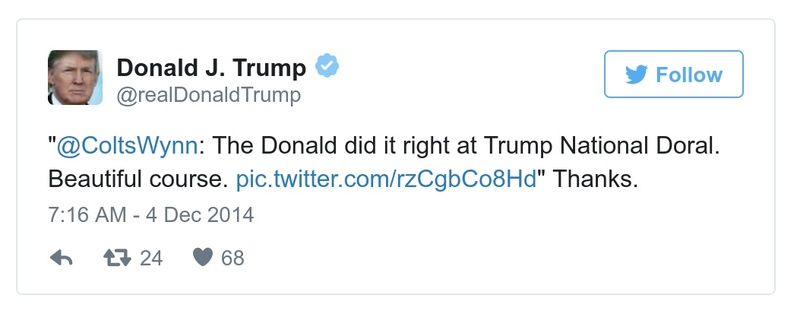 Donald J. Trump
Follow
@realDonaldTrump
"@ColtsWynn: The Donald did it right at Trump National Doral.
Beautiful course. pic.twitter.com/rzCgbCo8Hd" Thanks.
7:16 AM - 4 Dec 2014
24 68